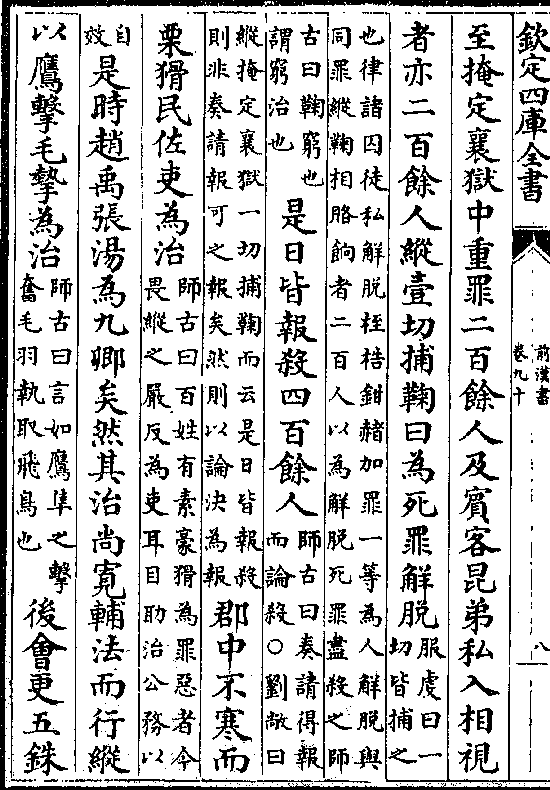 欽定四庫全書
前漢書
卷九十
八
至掩定襄獄中重罪二百餘人及賓客昆弟私入相視
者亦二百餘人縱壹切捕鞠曰為死罪解脫
服虔曰一
切皆捕之
也律諸囚徒私解脫桎梏鉗赭加罪一等為人解脫與
同罪縱鞠相賂餉者二百人以為解脫死罪盡殺之師
古曰鞠窮也
謂窮治也
是日皆報殺四百餘人
師古曰奏請得報
而論殺○劉敞曰
縱掩定襄獄一切捕鞠而云是日皆報殺
則非奏請報可之報矣然則以論決為報
郡中不寒而
栗猾民佐吏為治
師古曰百姓有素豪猾為罪惡者今
畏縱之嚴反為吏耳目助治公務以
自
效
是時趙禹張湯為九卿矣然其治尚寬輔法而行縱
以鷹擊毛摯為治
師古曰言如鷹隼之擊
奮毛羽執取飛鳥也
後會更五銖